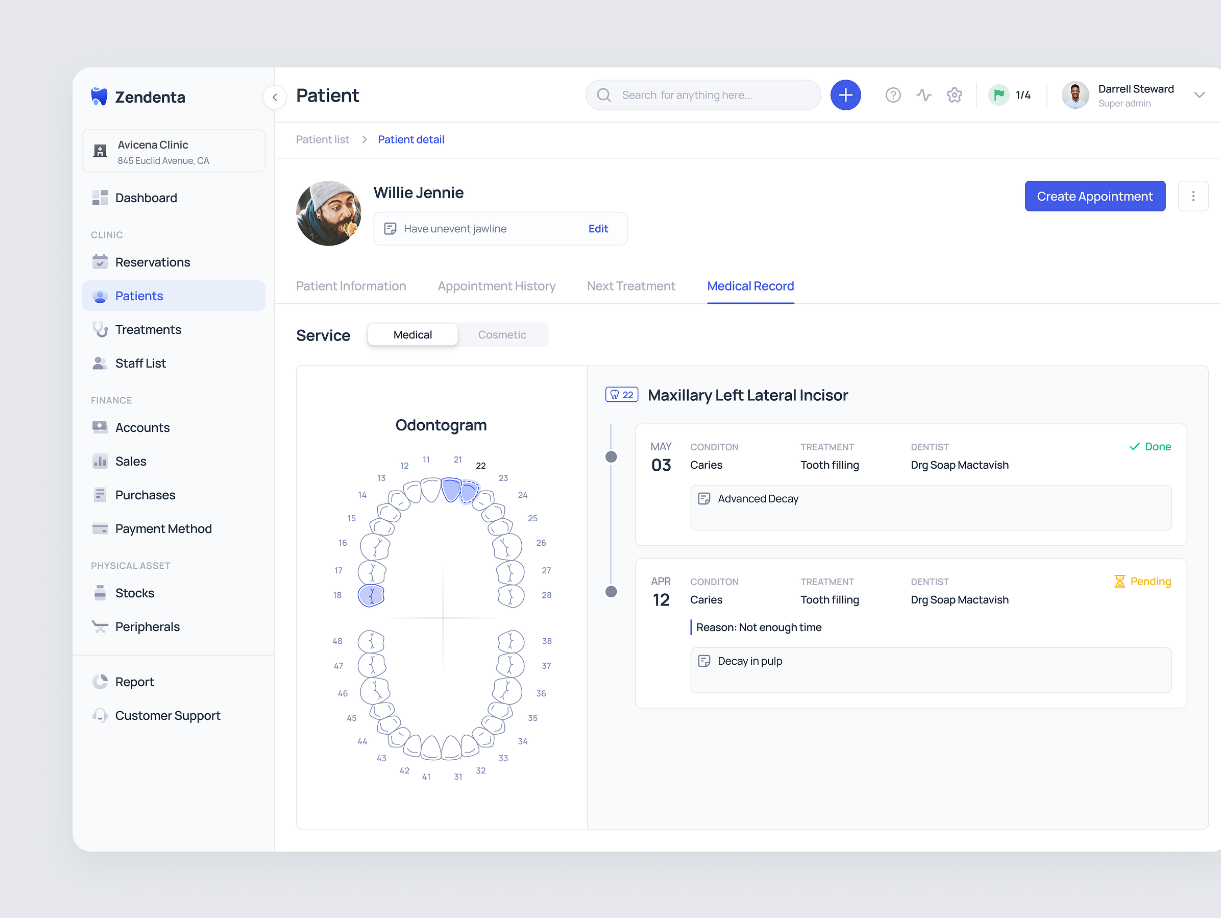 Zendenta
Patient
Search for anything here...
1/4
Darrell Steward
Super admin
Avicena Clinic
845 Euclid Avenue, CA
Dashboard
CLINIC
Reservations
Patients
Treatments
Staff List
FINANCE
Accounts
Sales
Purchases
Payment Method
PHYSICAL ASSET
Stocks
Peripherals
Report
Customer Support
Patient list > Patient detail
Willie Jennie
Have unevent jawline
Edit
Create Appointment
Patient Information
Appointment History
Next Treatment
Medical Record
Service
Medical
Cosmetic
Odontogram
11 21
12 22
13 23
14 24
15 25
16 26
17 27
18 28
48 38
47 37
46 36
45 35
44 34
43 33
42 32
41 31
22
Maxillary Left Lateral Incisor
MAY
03
CONDITON
Caries
TREATMENT
Tooth filling
DENTIST
Drg Soap Mactavish
Done
Advanced Decay
APR
12
CONDITON
Caries
TREATMENT
Tooth filling
DENTIST
Drg Soap Mactavish
Pending
Reason: Not enough time
Decay in pulp